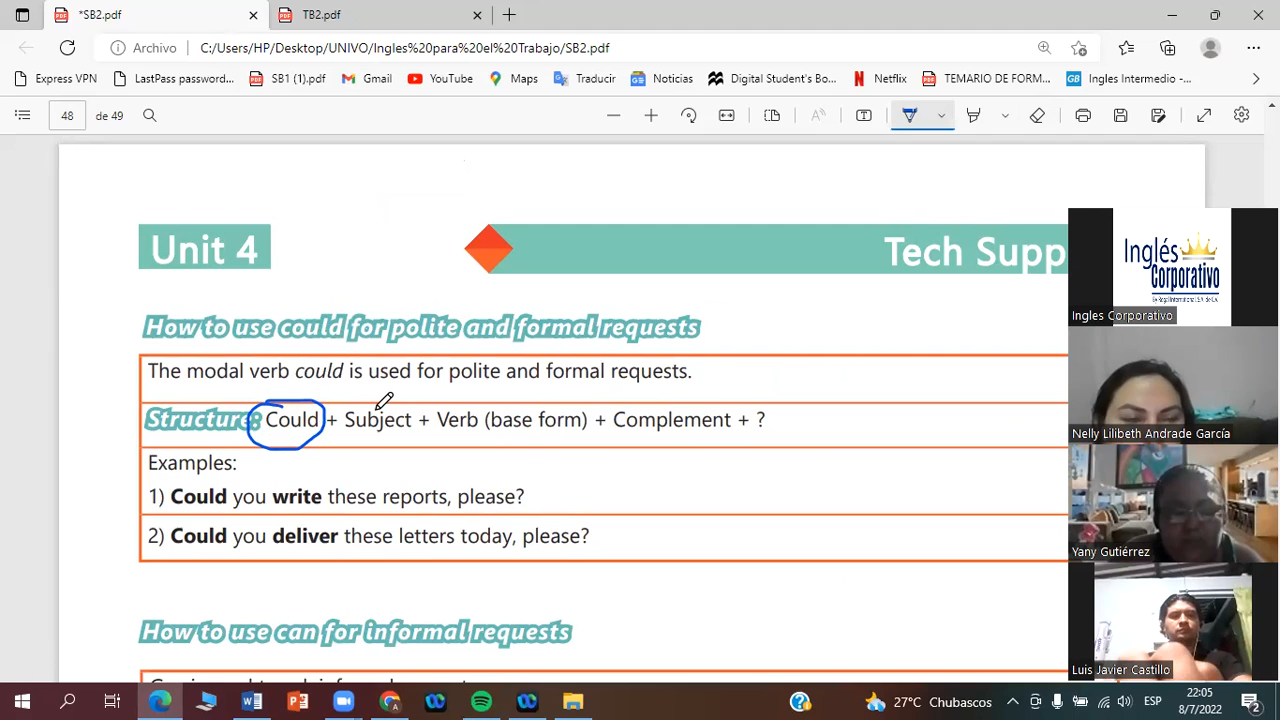 *SB2.pdf
TB2.pdf
Archivo
C:/Users/HP/Desktop/UNIVO/Ingles%20para%20el%20Trabajo/SB2.pdf
Express VPN
LastPass password...
SB1 (1).pdf
Gmail
YouTube
Maps
Traducir
Noticias
Digital Student's Bo...
Netflix
TEMARIO DE FORM...
GB
Ingles Intermedio -...
48
de 49
Unit 4
Tech Supp
How to use could for polite and formal requests
The modal verb could is used for polite and formal requests.
Structure: Could + Subject + Verb (base form) + Complement + ?
Examples:
1) Could you write these reports, please?
2) Could you deliver these letters today, please?
How to use can for informal requests
Inglés
Corporativo
Ingles Corporativo
Nelly Lilibeth Andrade García
Yany Gutiérrez
Luis Javier Castillo
27°C Chubascos
ESP
22:05
8/7/2022
2